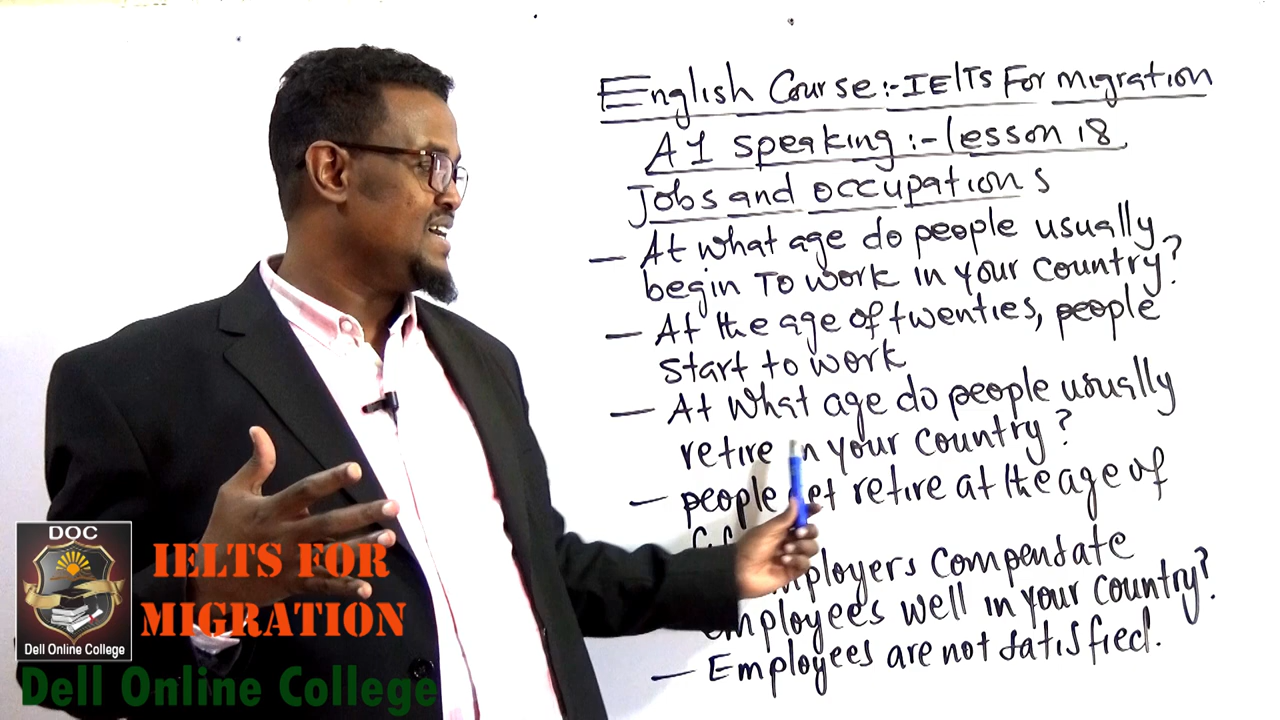 English Course:-IELTS For migration
A1 speaking:-lesson 18
Jobs and occupations
— At what age do people usually
begin To work in your country?
— At the age of twenties, people
start to work
— At what age do people usually
retire in your country?
— people get retire at the age of
employers compensate
employees well in your country?
— Employees are not satisfied.
DOC
Dell Online College
IELTS FOR
MIGRATION
Dell Online College